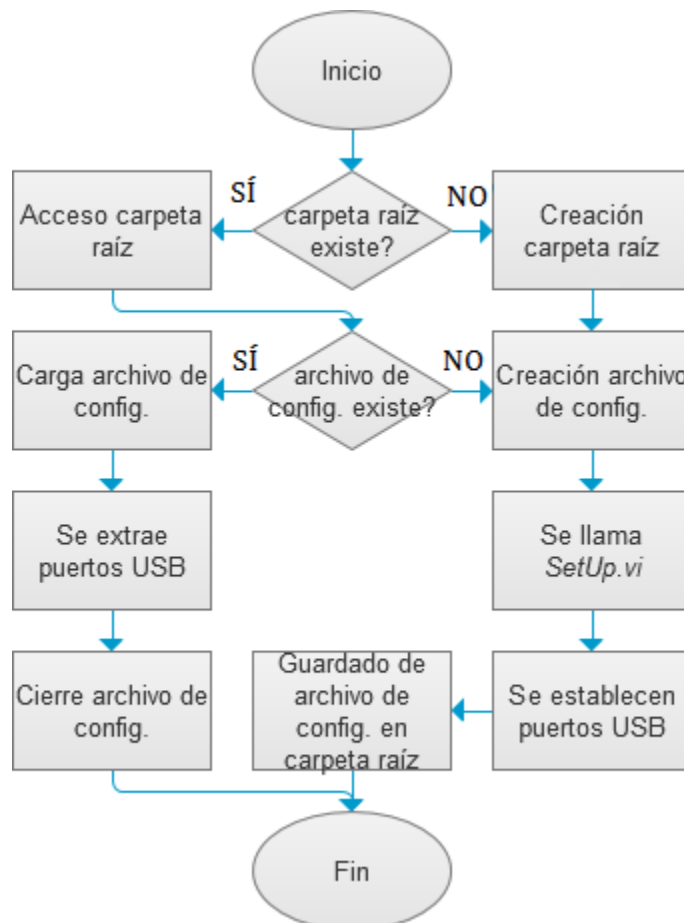 Inicio
SÍ
NO
Acceso carpeta
raíz
carpeta raíz
existe?
Creación
carpeta raíz
SÍ
NO
Carga archivo de
config.
archivo de
config. existe?
Creación archivo
de config.
Se extrae
puertos USB
Se llama
SetUp.vi
Cierre archivo de
config.
Guardado de
archivo de
config. en
carpeta raíz
Se establecen
puertos USB
Fin